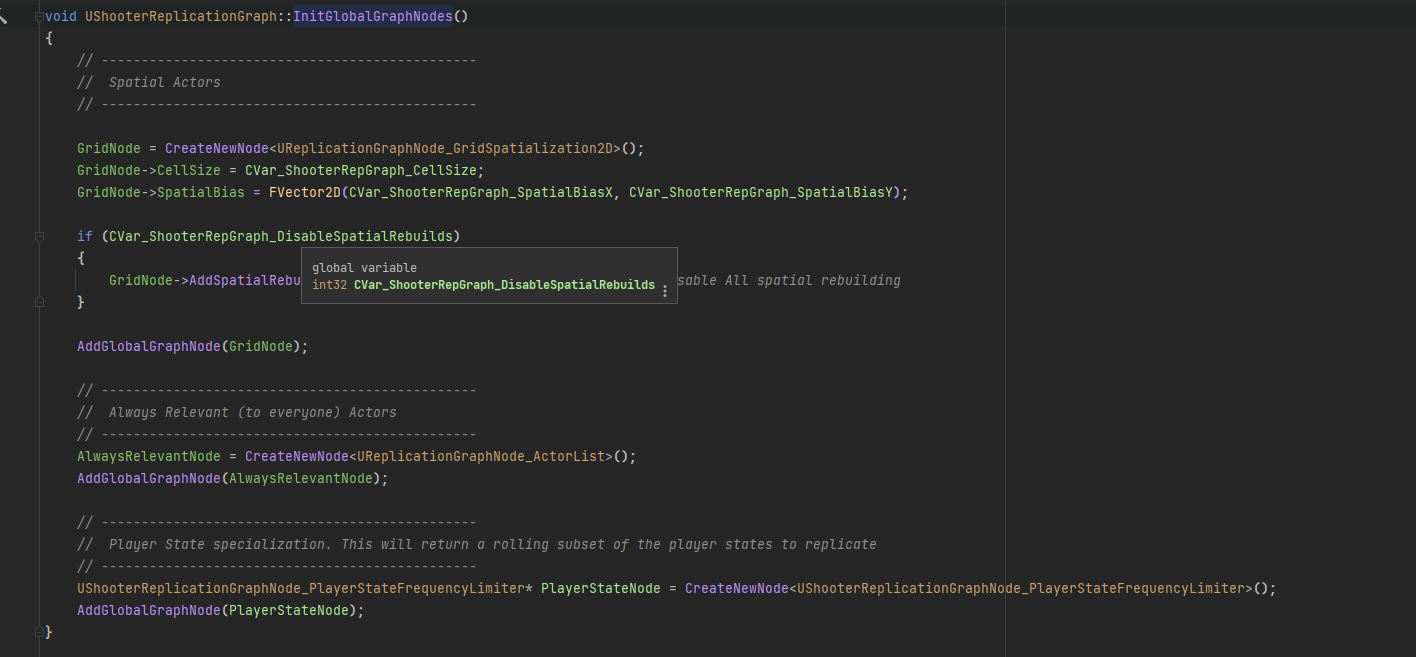 void UShooterReplicationGraph::InitGlobalGraphNodes()
{
// -----------------------------------------------
// Spatial Actors
// -----------------------------------------------
GridNode = CreateNewNode<UReplicationGraphNode_GridSpatialization2D>();
GridNode->CellSize = CVar_ShooterRepGraph_CellSize;
GridNode->SpatialBias = FVector2D(CVar_ShooterRepGraph_SpatialBiasX, CVar_ShooterRepGraph_SpatialBiasY);
if (CVar_ShooterRepGraph_DisableSpatialRebuilds)
{
global variable
GridNode->AddSpatialRebu
int32 CVar_ShooterRepGraph_DisableSpatialRebuilds
sable All spatial rebuilding
}
AddGlobalGraphNode(GridNode);
// -----------------------------------------------
// Always Relevant (to everyone) Actors
// -----------------------------------------------
AlwaysRelevantNode = CreateNewNode<UReplicationGraphNode_ActorList>();
AddGlobalGraphNode(AlwaysRelevantNode);
// -----------------------------------------------
// Player State specialization. This will return a rolling subset of the player states to replicate
// -----------------------------------------------
UShooterReplicationGraphNode_PlayerStateFrequencyLimiter* PlayerStateNode = CreateNewNode<UShooterReplicationGraphNode_PlayerStateFrequencyLimiter>();
AddGlobalGraphNode(PlayerStateNode);
}